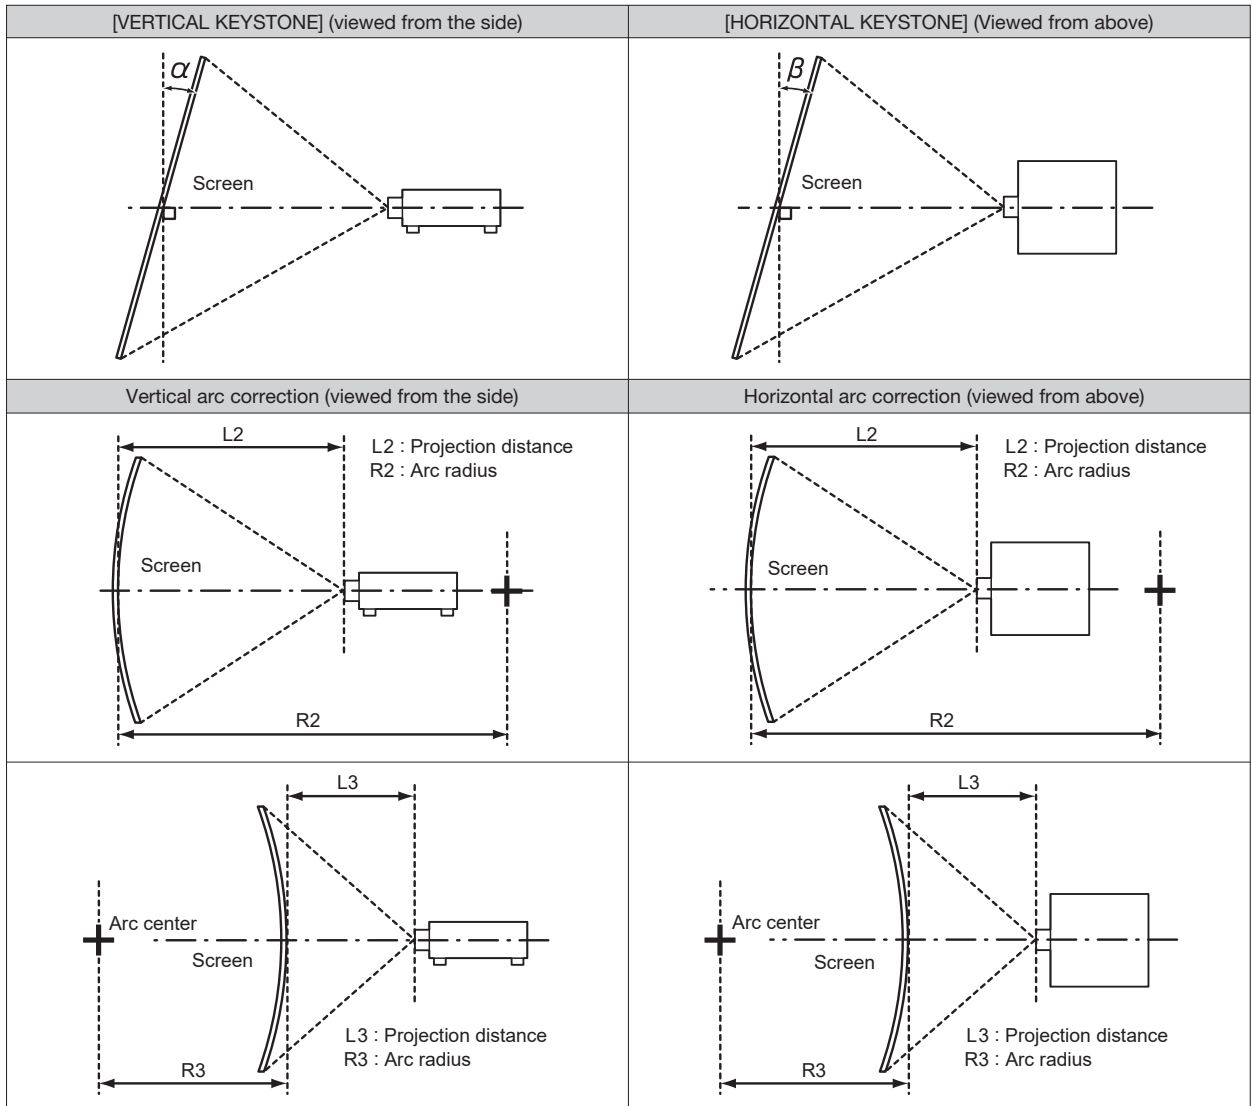 [VERTICAL KEYSTONE] (viewed from the side)
[HORIZONTAL KEYSTONE] (Viewed from above)
α
Screen
β
Screen
Vertical arc correction (viewed from the side)
Horizontal arc correction (viewed from above)
L2
L2 : Projection distance
R2 : Arc radius
Screen
R2
L2
L2 : Projection distance
R2 : Arc radius
Screen
R2
L3
Arc center
Screen
L3 : Projection distance
R3 : Arc radius
R3
L3
Arc center
Screen
L3 : Projection distance
R3 : Arc radius
R3